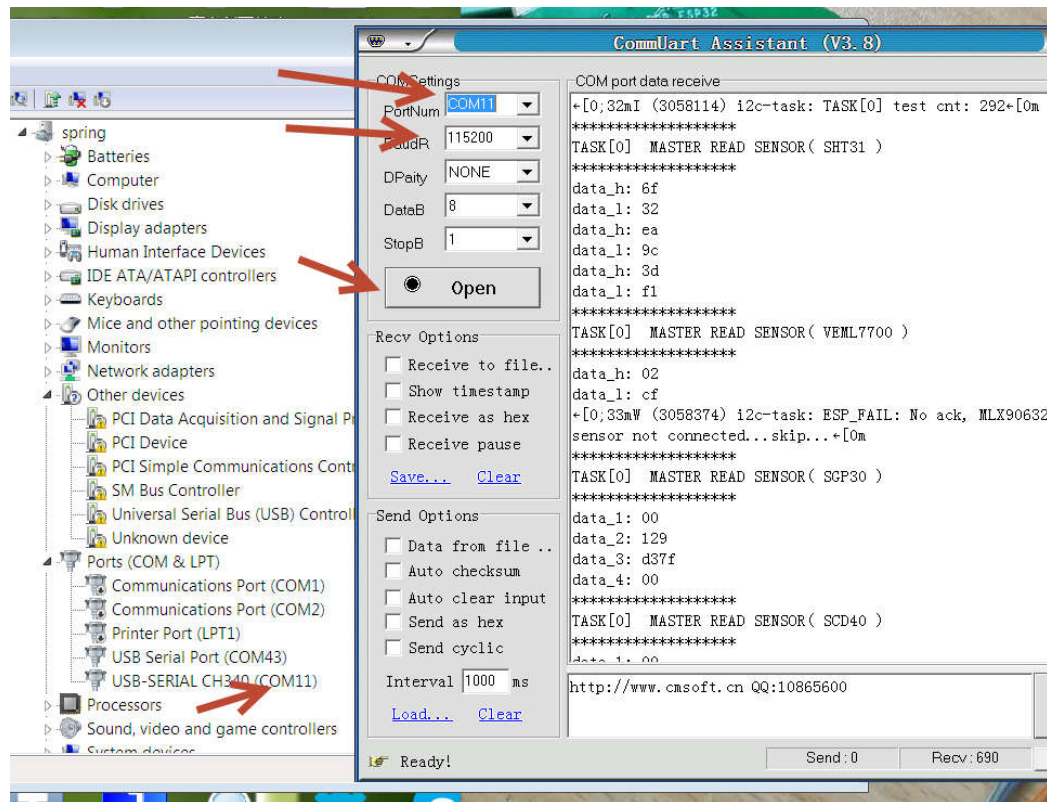 ESP32
spring
Batteries
Computer
Disk drives
Display adapters
Human Interface Devices
IDE ATA/ATAPI controllers
Keyboards
Mice and other pointing devices
Monitors
Network adapters
Other devices
PCI Data Acquisition and Signal Pr
PCI Device
PCI Simple Communications Contr
SM Bus Controller
Universal Serial Bus (USB) Controll
Unknown device
Ports (COM & LPT)
Communications Port (COM1)
Communications Port (COM2)
Printer Port (LPT1)
USB Serial Port (COM43)
USB-SERIAL CH340 (COM11)
Processors
Sound, video and game controllers
System devices
CommUart Assistant (V3.8)
COMSettings
PortNum COM11
BaudR 115200
DPaity NONE
DataB 8
StopB 1
Open
Recv Options
Receive to file..
Show timestamp
Receive as hex
Receive pause
Save... Clear
Send Options
Data from file ..
Auto checksum
Auto clear input
Send as hex
Send cyclic
Interval 1000 ms
Load... Clear
COM port data receive
←[0;32mI (3058114) i2c-task: TASK[0] test cnt: 292←[0m
*******************
TASK[0]  MASTER READ SENSOR( SHT31 )
*******************
data_h: 6f
data_l: 32
data_h: ea
data_l: 9c
data_h: 3d
data_l: f1
*******************
TASK[0]  MASTER READ SENSOR( VEML7700 )
*******************
data_h: 02
data_l: cf
←[0;33mW (3058374) i2c-task: ESP_FAIL: No ack, MLX90632
sensor not connected...skip...←[0m
*******************
TASK[0]  MASTER READ SENSOR( SGP30 )
*******************
data_1: 00
data_2: 129
data_3: d37f
data_4: 00
*******************
TASK[0]  MASTER READ SENSOR( SCD40 )
*******************
data_1: 00
http://www.cmsoft.cn QQ:10865600
Ready!
Send:0
Recv:690